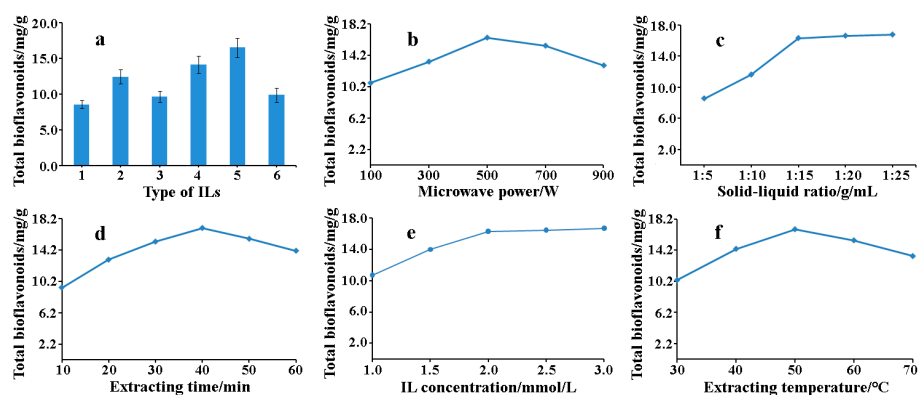 a
Total bioflavonoids/mg/g
20.0
15.0
10.0
5.0
0.0
1 2 3 4 5 6
Type of ILs
b
Total bioflavonoids/mg/g
18.2
14.2
10.2
6.2
2.2
100 300 500 700 900
Microwave power/W
c
Total bioflavonoids/mg/g
18.0
14.0
10.0
6.0
2.0
1:5 1:10 1:15 1:20 1:25
Solid-liquid ratio/g/mL
d
Total bioflavonoids/mg/g
18.2
14.2
10.2
6.2
2.2
10 20 30 40 50 60
Extracting time/min
e
Total bioflavonoids/mg/g
18.0
14.0
10.0
6.0
2.0
1.0 1.5 2.0 2.5 3.0
IL concentration/mmol/L
f
Total bioflavonoids/mg/g
18.2
14.2
10.2
6.2
2.2
30 40 50 60 70
Extracting temperature/°C